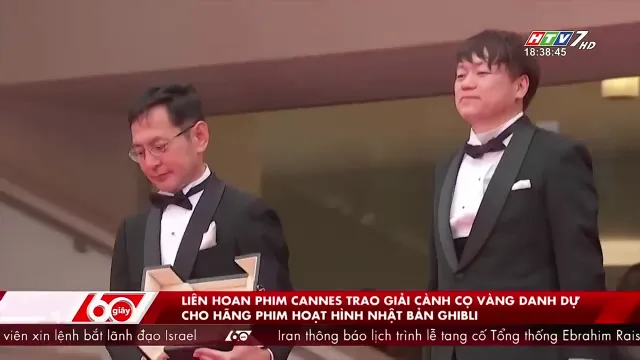 HTV7 HD
18:38:45
60 giây
LIÊN HOAN PHIM CANNES TRAO GIẢI CÀNH CỌ VÀNG DANH DỰ
CHO HÃNG PHIM HOẠT HÌNH NHẬT BẢN GHIBLI
viên xin lệnh bắt lãnh đạo Israel 60 giây Iran thông báo lịch trình lễ tang cố Tổng thống Ebrahim Rais